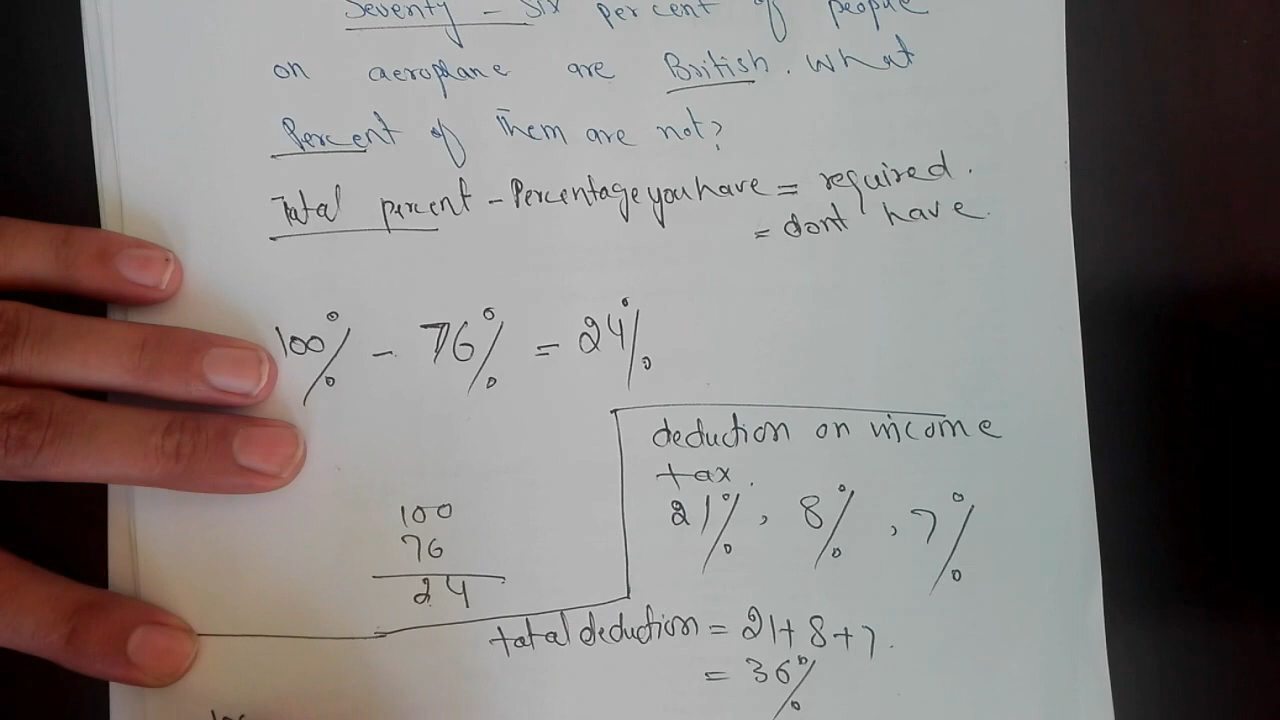 Seventy - six percent of people
on aeroplane are British. What
Percent of Them are not?
Total percent - Percentage you have = required.
= dont have.
100% - 76% = 24%
100
76
24
deduction on income
tax.
21%, 8%, 7%
total deduction = 21+8+7.
= 36%